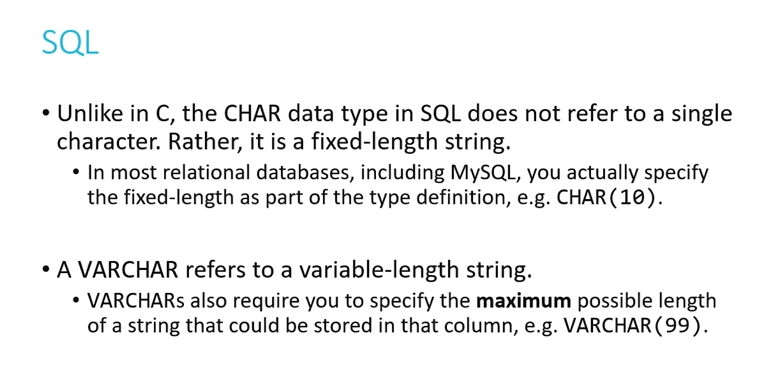 SQL
• Unlike in C, the CHAR data type in SQL does not refer to a single
character. Rather, it is a fixed-length string.
• In most relational databases, including MySQL, you actually specify
the fixed-length as part of the type definition, e.g. CHAR(10).
• A VARCHAR refers to a variable-length string.
• VARCHARs also require you to specify the maximum possible length
of a string that could be stored in that column, e.g. VARCHAR(99).